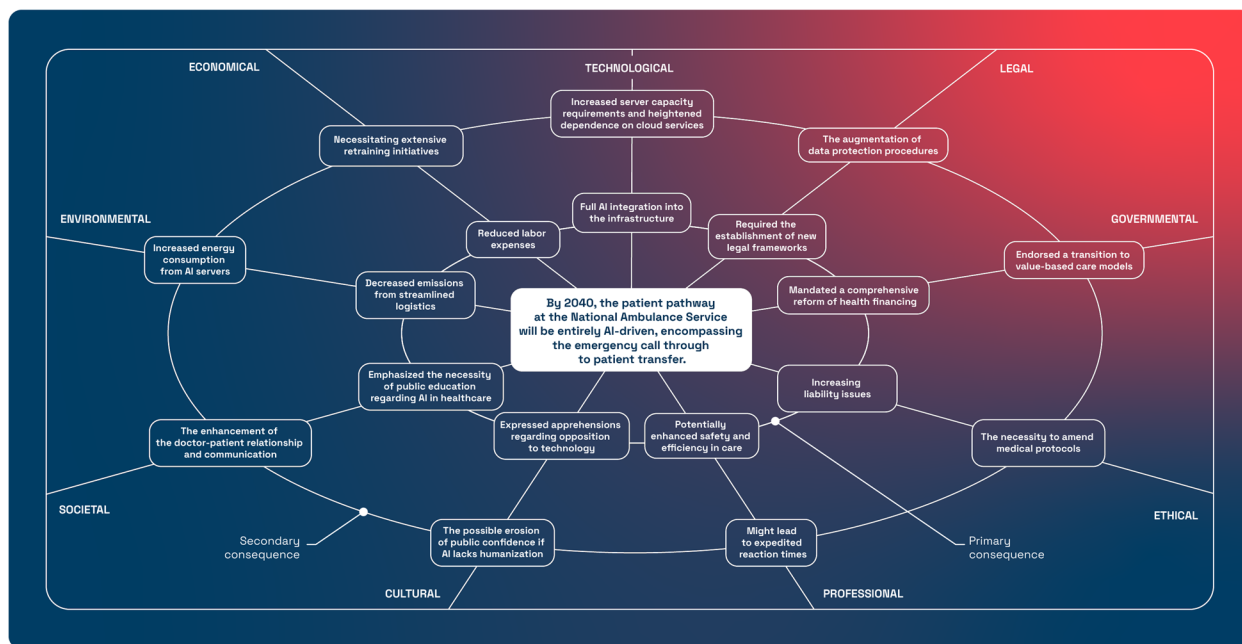 ECONOMICAL
TECHNOLOGICAL
LEGAL
Increased server capacity
requirements and heightened
dependence on cloud services
Necessitating extensive
retraining initiatives
The augmentation of
data protection procedures
ENVIRONMENTAL
GOVERNMENTAL
Full AI integration into
the infrastructure
Reduced labor
expenses
Required the
establishment of new
legal frameworks
Increased energy
consumption
from AI servers
Endorsed a transition to
value-based care models
Decreased emissions
from streamlined
logistics
Mandated a comprehensive
reform of health financing
By 2040, the patient pathway
at the National Ambulance Service
will be entirely AI-driven, encompassing
the emergency call through
to patient transfer.
Emphasized the necessity
of public education
regarding AI in healthcare
Increasing
liability issues
Expressed apprehensions
regarding opposition
to technology
Potentially
enhanced safety and
efficiency in care
The enhancement of
the doctor-patient relationship
and communication
The necessity to amend
medical protocols
SOCIETAL
ETHICAL
Secondary
consequence
The possible erosion
of public confidence if
AI lacks humanization
Might lead
to expedited
reaction times
Primary
consequence
CULTURAL
PROFESSIONAL